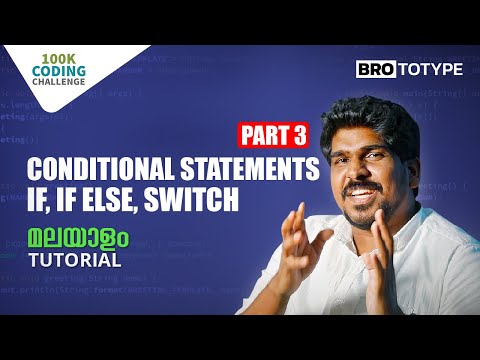 100K
CODING
CHALLENGE
BROTOTYPE
PART 3
CONDITIONAL STATEMENTS
IF, IF ELSE, SWITCH
മലയാളം
TUTORIAL